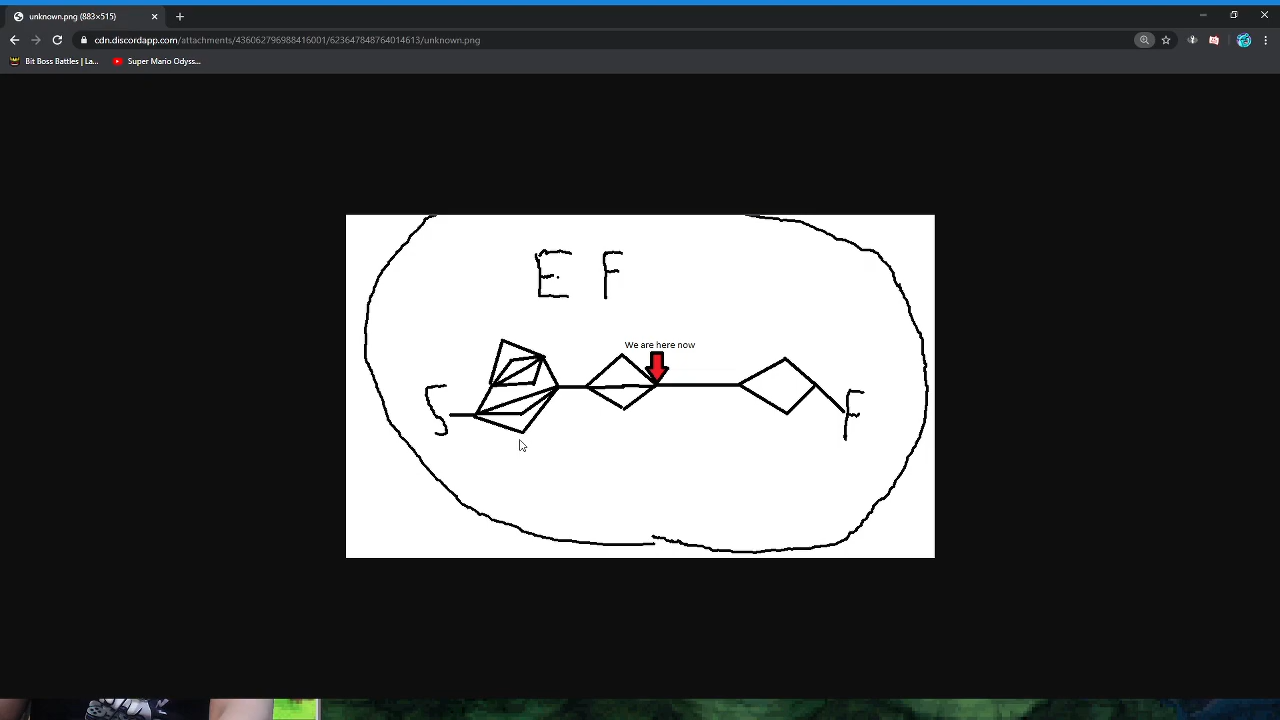 unknown.png (883×515)
cdn.discordapp.com/attachments/436062796988416001/623647848764014613/unknown.png
Bit Boss Battles | La...
Super Mario Odyss...
E F
We are here now
S
F